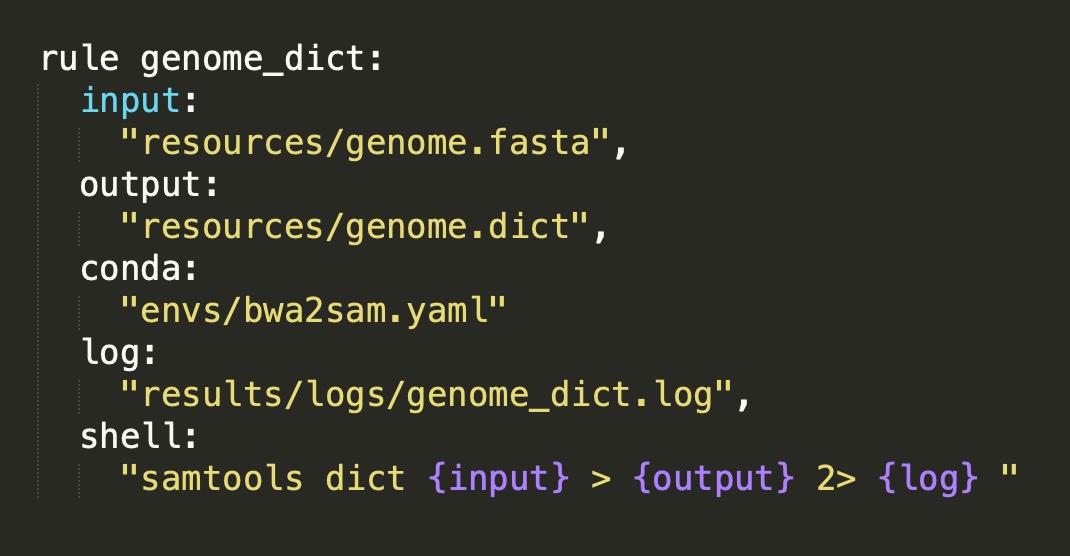 rule genome_dict:
  input:
    "resources/genome.fasta",
  output:
    "resources/genome.dict",
  conda:
    "envs/bwa2sam.yaml"
  log:
    "results/logs/genome_dict.log",
  shell:
    "samtools dict {input} > {output} 2> {log} "